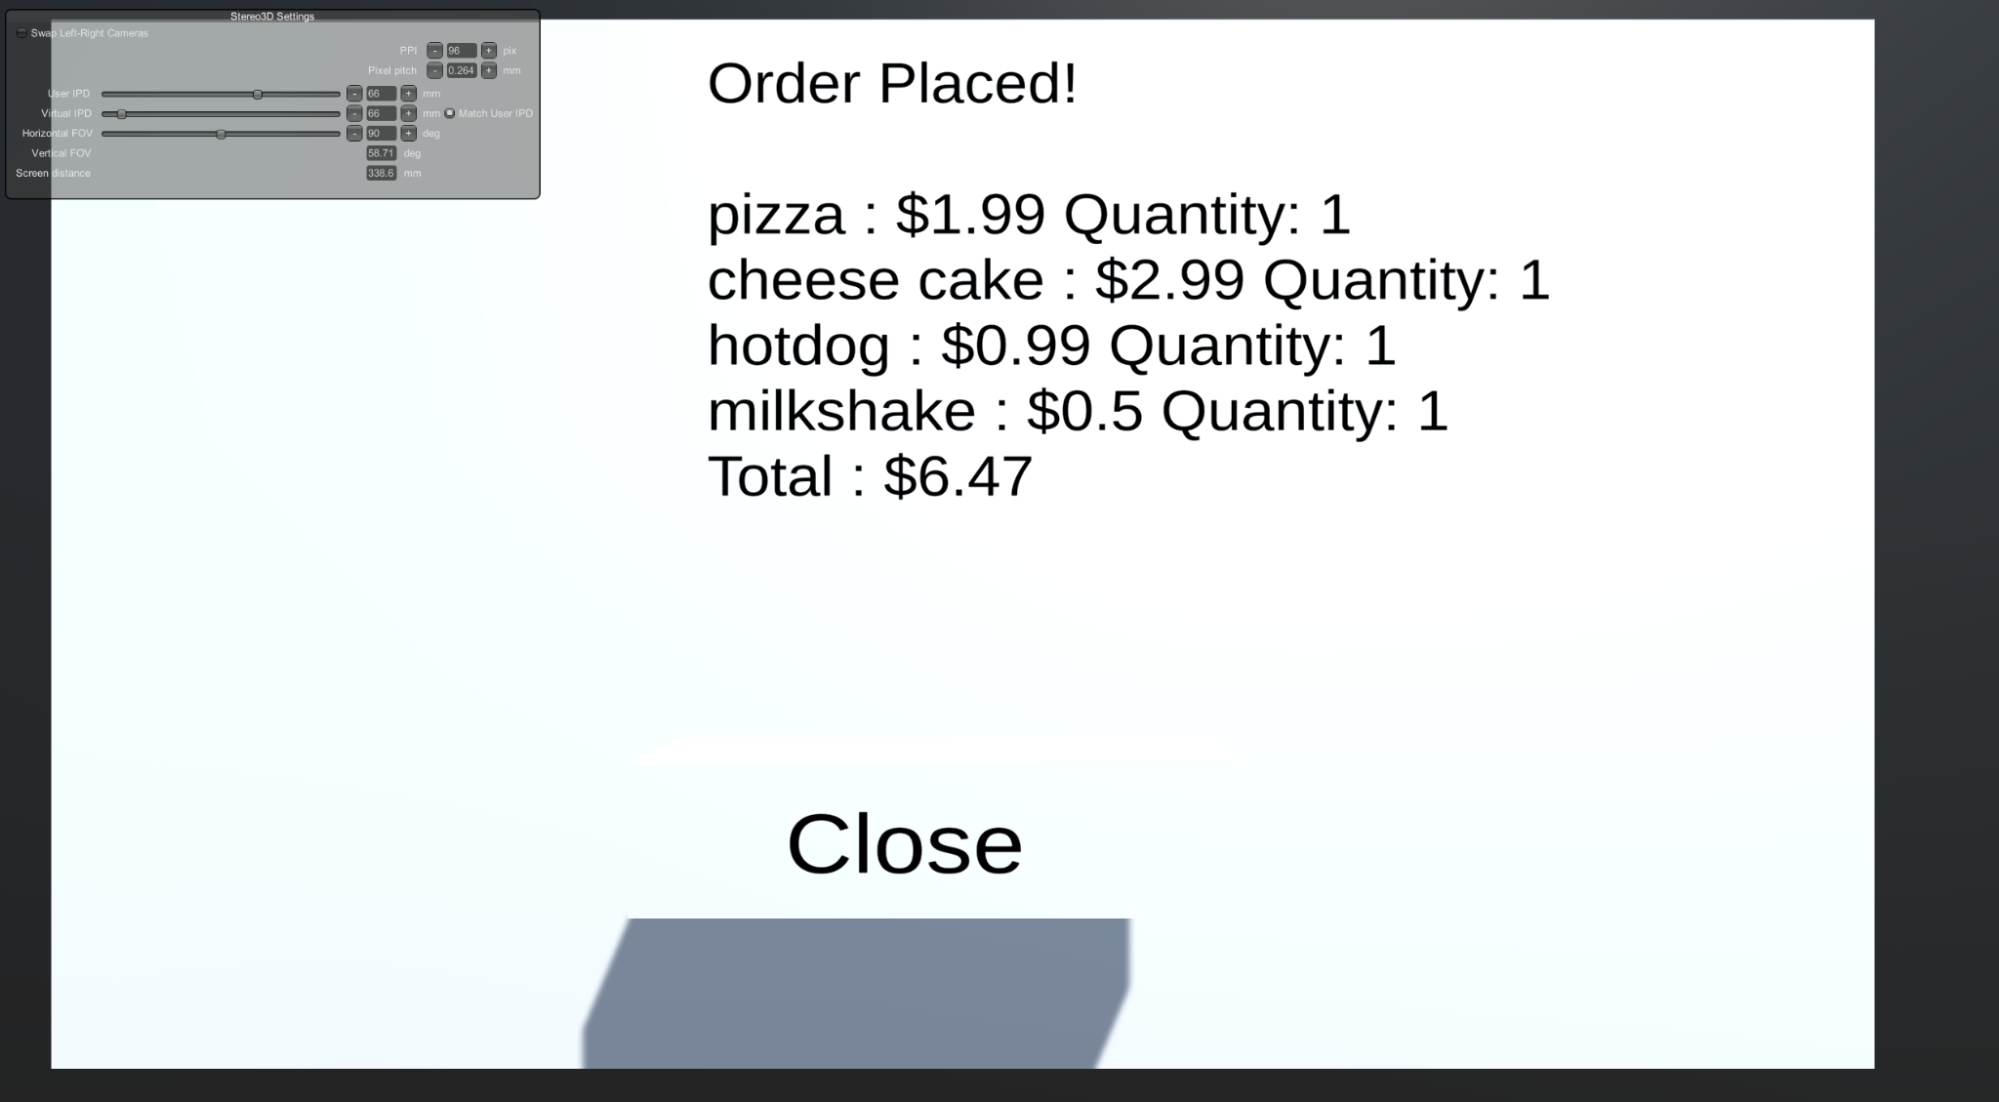 Stereo3D Settings
Swap Left-Right Cameras
PPI - 96 + pix
Pixel pitch - 0.264 + mm
User IPD - 66 + mm
Virtual IPD - 66 + mm Match User IPD
Horizontal FOV - 90 + deg
Vertical FOV 58.71 deg
Screen distance 338.6 mm
Order Placed!
pizza : $1.99 Quantity: 1
cheese cake : $2.99 Quantity: 1
hotdog : $0.99 Quantity: 1
milkshake : $0.5 Quantity: 1
Total : $6.47
Close